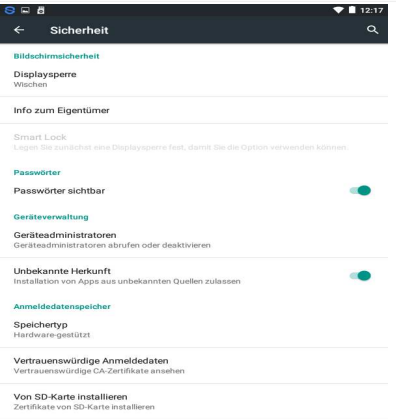 12:17
Sicherheit
Bildschirmsicherheit
Displaysperre
Wischen
Info zum Eigentümer
Smart Lock
Legen Sie zunächst eine Displaysperre fest, damit Sie die Option verwenden können.
Passwörter
Passwörter sichtbar
Geräteverwaltung
Geräteadministratoren
Geräteadministratoren abrufen oder deaktivieren
Unbekannte Herkunft
Installation von Apps aus unbekannten Quellen zulassen
Anmeldedatenspeicher
Speichertyp
Hardware-gestützt
Vertrauenswürdige Anmeldedaten
Vertrauenswürdige CA-Zertifikate ansehen
Von SD-Karte installieren
Zertifikate von SD-Karte installieren